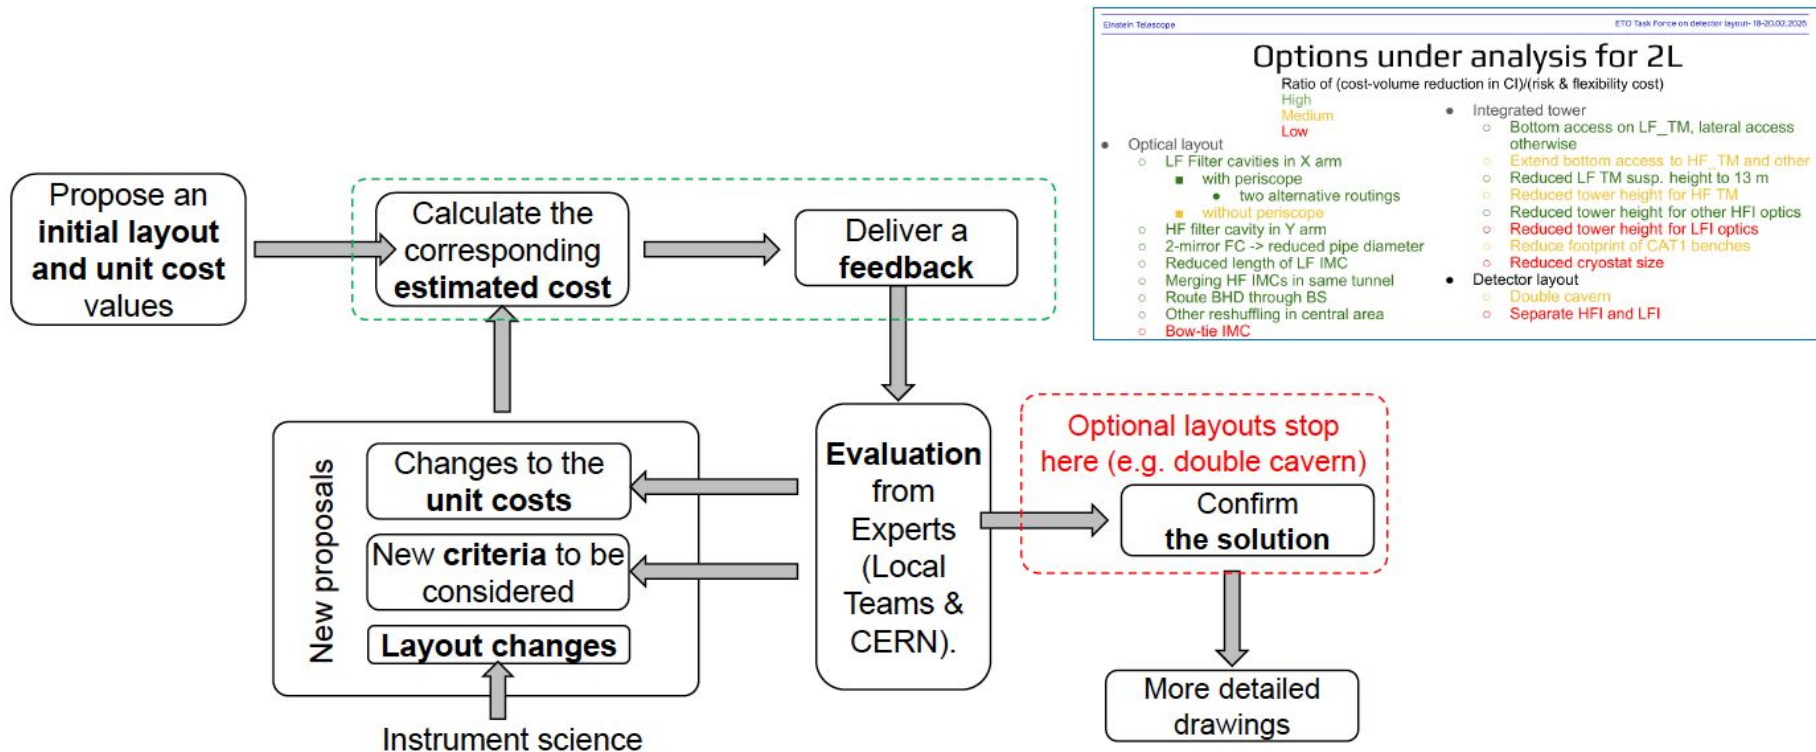 Propose an
initial layout
and unit cost
values
Calculate the
corresponding
estimated cost
Deliver a
feedback
Evaluation
from
Experts
(Local
Teams &
CERN).
New proposals
Changes to the
unit costs
New criteria to be
considered
Layout changes
Instrument science
Optional layouts stop
here (e.g. double cavern)
Confirm
the solution
More detailed
drawings
Einstein Telescope
ETO Task Force on detector layout- 18-20.02.2025
Options under analysis for 2L
Ratio of (cost-volume reduction in CI)/(risk & flexibility cost)
High
Medium
Low
Optical layout
LF Filter cavities in X arm
with periscope
two alternative routings
without periscope
HF filter cavity in Y arm
2-mirror FC -> reduced pipe diameter
Reduced length of LF IMC
Merging HF IMCs in same tunnel
Route BHD through BS
Other reshuffling in central area
Bow-tie IMC
Integrated tower
Bottom access on LF_TM, lateral access
otherwise
Extend bottom access to HF_TM and other
Reduced LF TM susp. height to 13 m
Reduced tower height for HF TM
Reduced tower height for other HFI optics
Reduced tower height for LFI optics
Reduce footprint of CAT1 benches
Reduced cryostat size
Detector layout
Double cavern
Separate HFI and LFI